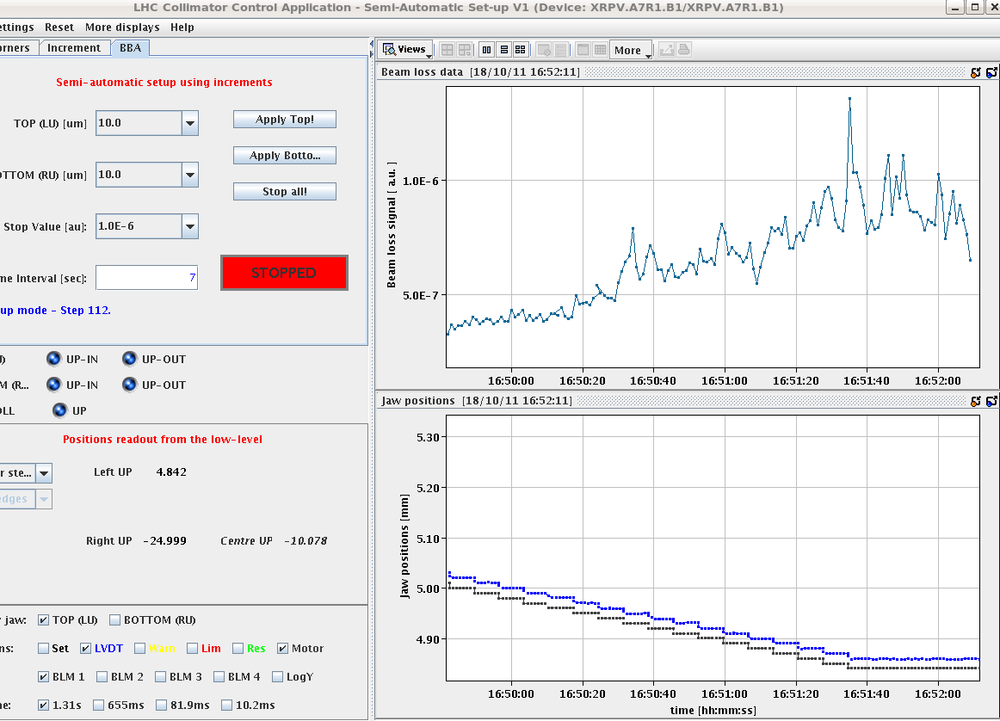 LHC Collimator Control Application - Semi-Automatic Set-up V1 (Device: XRPV.A7R1.B1/XRPV.A7R1.B1)
ettings Reset More displays Help
orners Increment BBA
Views More
Semi-automatic setup using increments
TOP (LU) [um] 10.0 Apply Top!
Apply Botto...
OTTOM (RU) [um] 10.0
Stop all!
Stop Value [au]: 1.0E-6
me Interval [sec]: 7 STOPPED
up mode - Step 112.
J) UP-IN UP-OUT
M (R... UP-IN UP-OUT
OLL UP
Positions readout from the low-level
r ste... Left UP 4.842
edges
Right UP -24.999 Centre UP -10.078
r jaw: TOP (LU) BOTTOM (RU)
ns: Set LVDT Warn Lim Res Motor
BLM 1 BLM 2 BLM 3 BLM 4 LogY
ne: 1.31s 655ms 81.9ms 10.2ms
Beam loss data [18/10/11 16:52:11]
Beam loss signal [ a.u. ]
1.0E-6
5.0E-7
16:50:00 16:50:20 16:50:40 16:51:00 16:51:20 16:51:40 16:52:00
Jaw positions [18/10/11 16:52:11]
Jaw positions [mm]
5.30
5.20
5.10
5.00
4.90
16:50:00 16:50:20 16:50:40 16:51:00 16:51:20 16:51:40 16:52:00
time [hh:mm:ss]